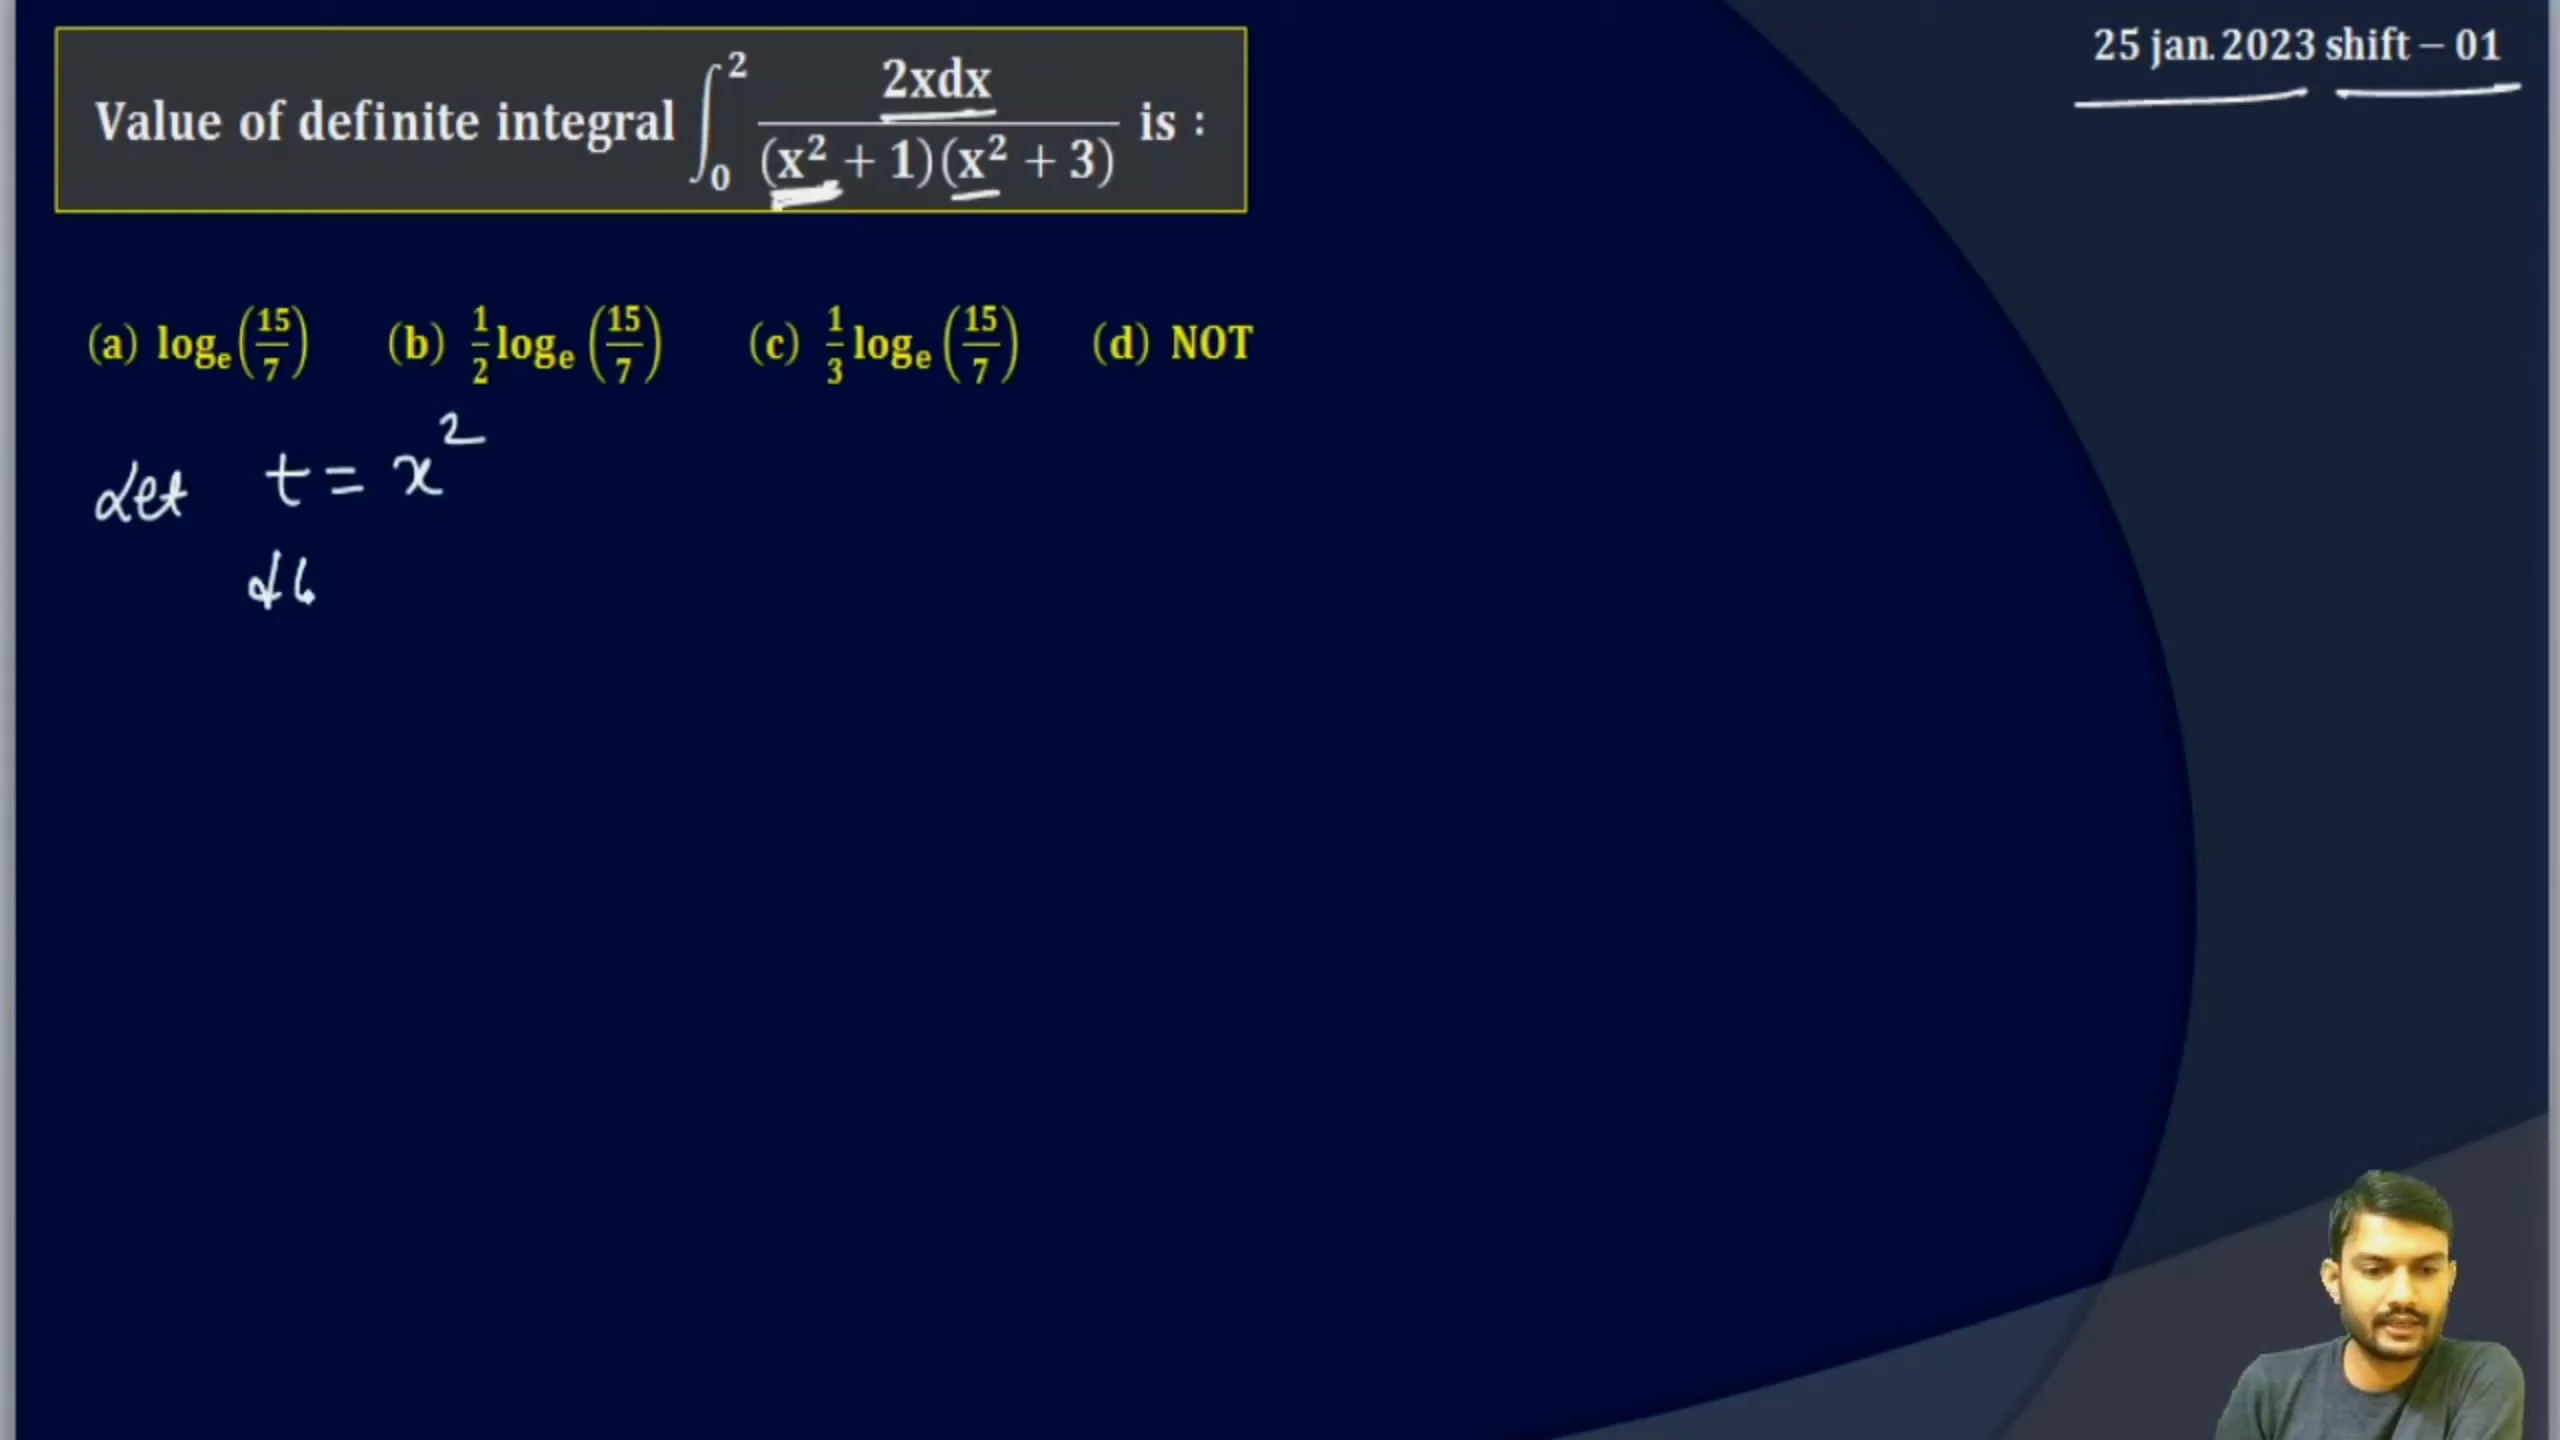 25 jan. 2023 shift – 01
Value of definite integral ∫₀² 2xdx / (x² + 1)(x² + 3) is :
(a) logₑ(15/7) (b) 1/2 logₑ(15/7) (c) 1/3 logₑ(15/7) (d) NOT
Let t = x²
dt